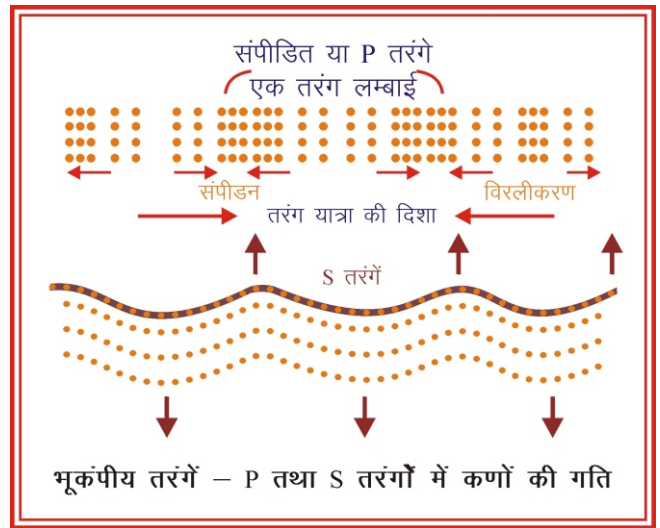 संपीडित या P तरंगे
एक तरंग लम्बाई
संपीडन
विरलीकरण
तरंग यात्रा की दिशा
S तरंगें
भूकंपीय तरंगें – P तथा S तरंगोें में कणों की गति